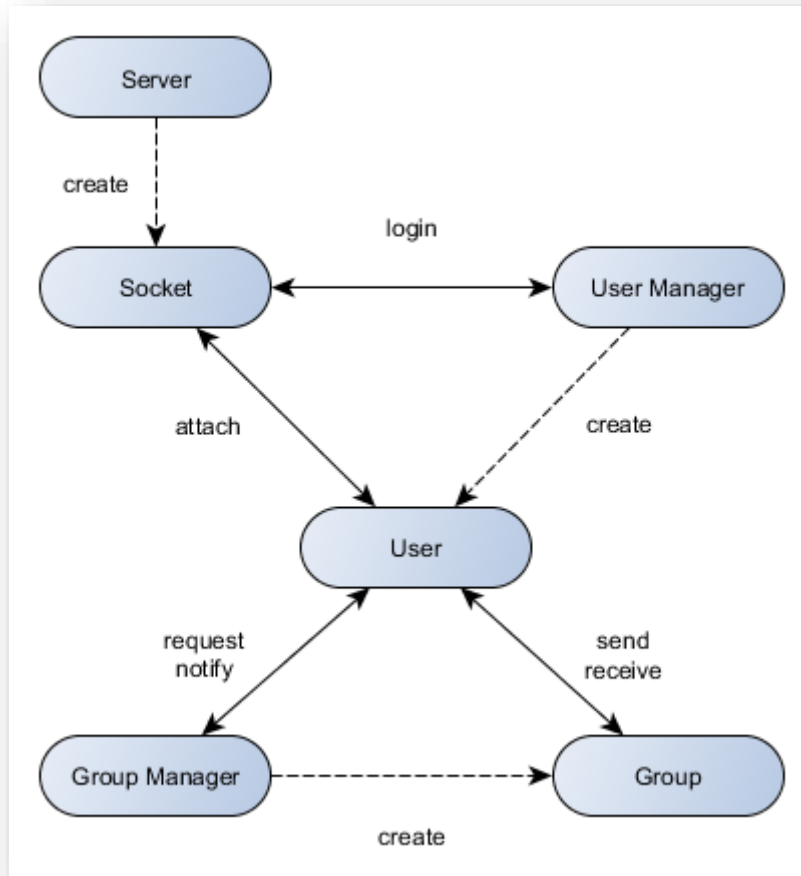 Server
create
login
Socket
User Manager
attach
create
User
request
notify
send
receive
Group Manager
Group
create